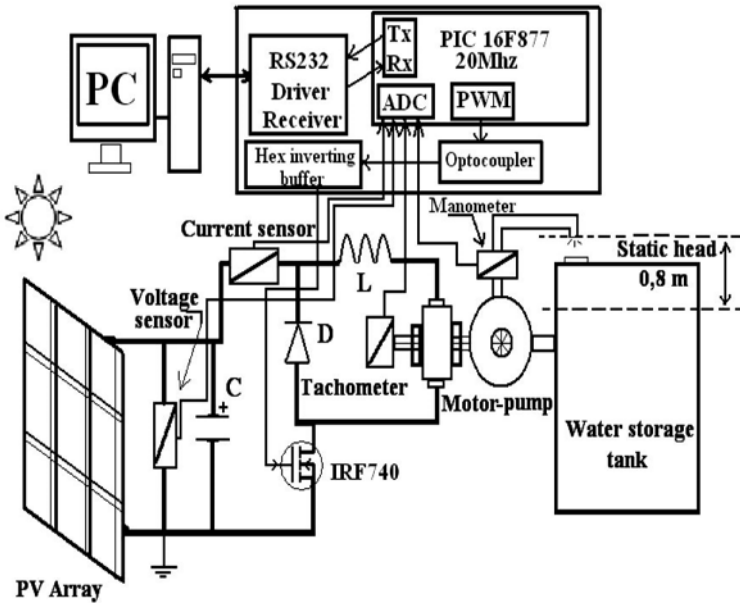 PC
RS232
Driver
Receiver
Tx
Rx
PIC 16F877
20Mhz
ADC
PWM
Hex inverting
buffer
Optocoupler
Current sensor
Manometer
Static head
0,8 m
L
Voltage
sensor
D
C
+
Tachometer
Motor-pump
Water storage
tank
IRF740
PV Array